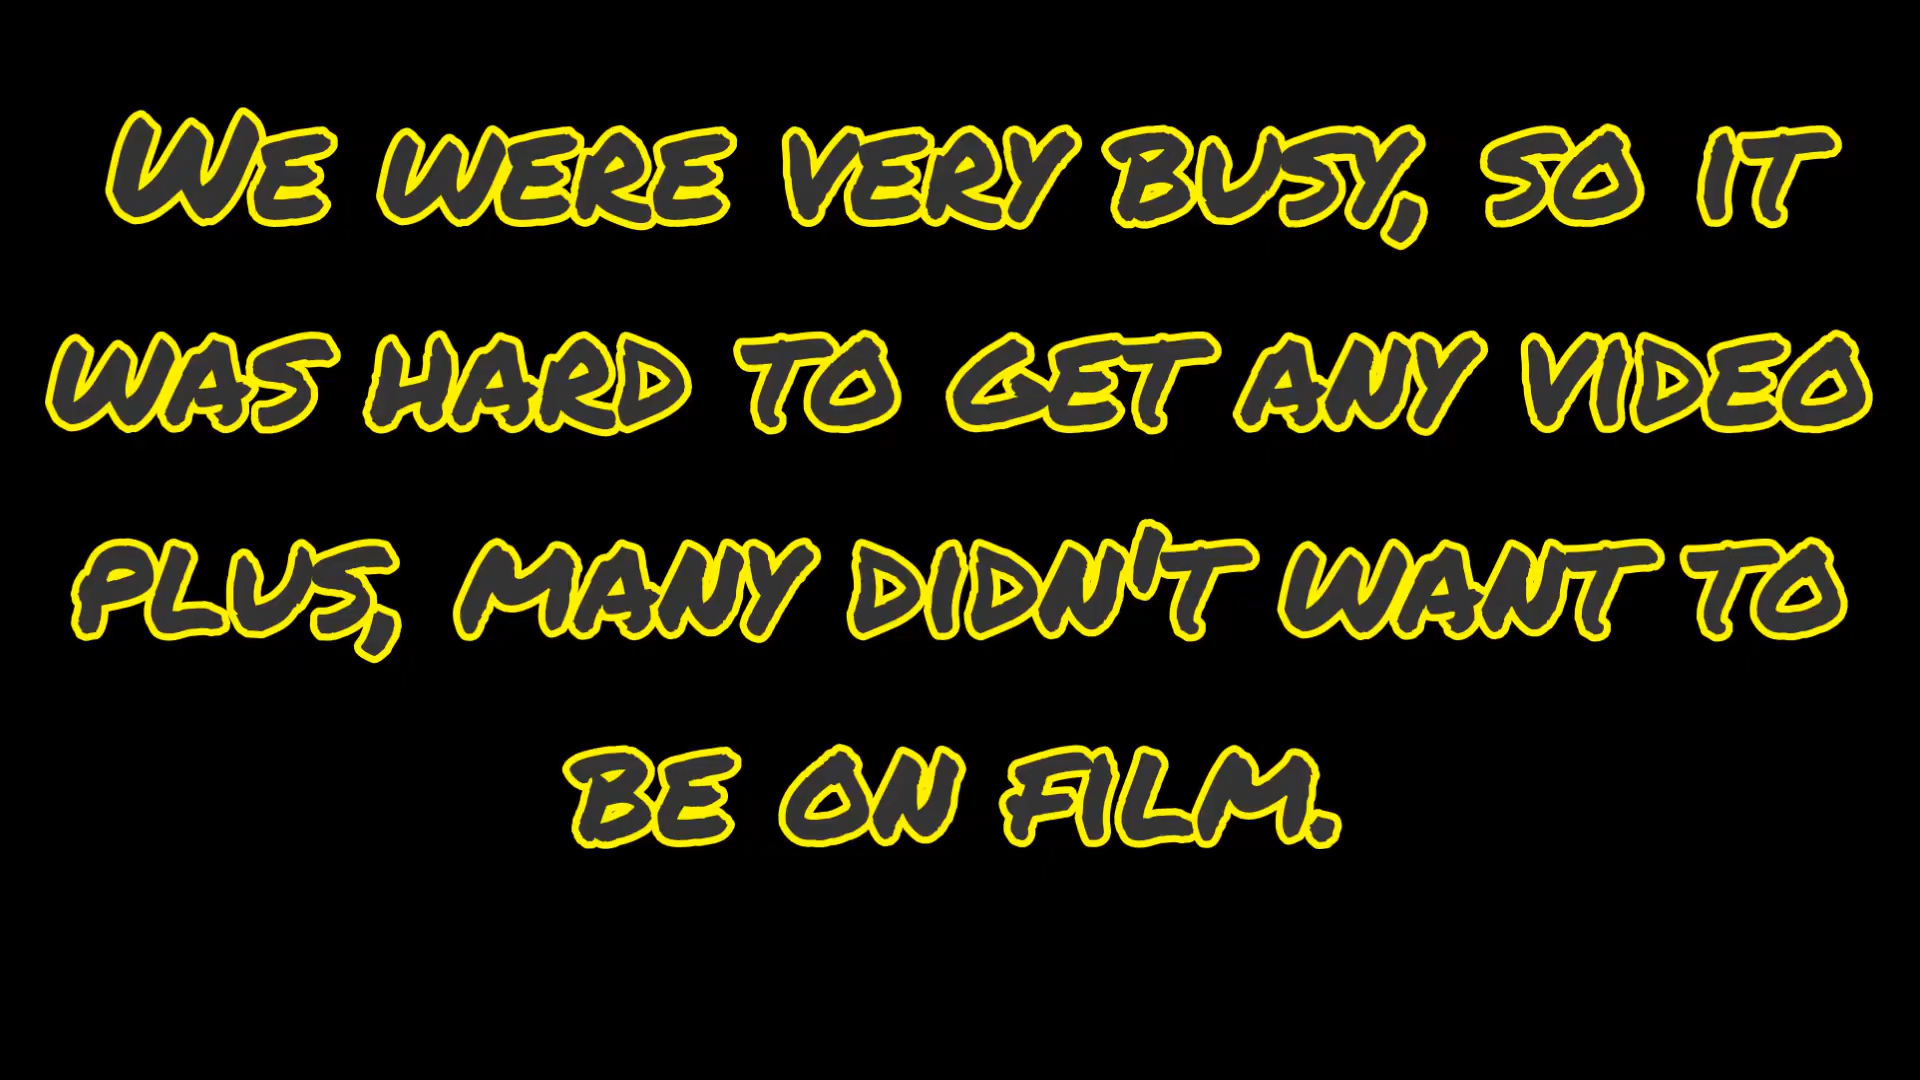 We were very busy, so it
was hard to get any video
plus, many didn't want to
be on film.